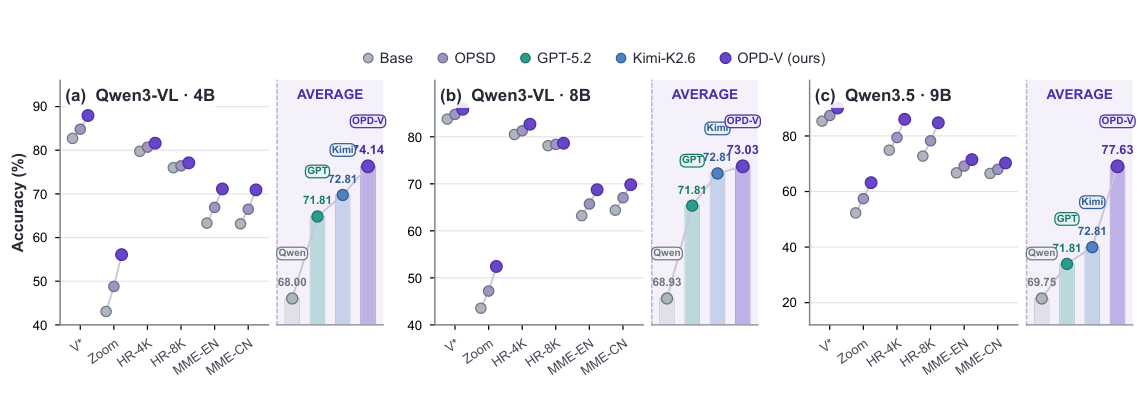 Base OPSD GPT-5.2 Kimi-K2.6 OPD-V (ours)
Accuracy (%)
(a) Qwen3-VL · 4B
90
80
70
60
50
40
V* Zoom HR-4K HR-8K MME-EN MME-CN
AVERAGE
OPD-V
Kimi 74.14
GPT 72.81
71.81
Qwen
68.00
(b) Qwen3-VL · 8B
80
70
60
50
40
V* Zoom HR-4K HR-8K MME-EN MME-CN
AVERAGE
Kimi OPD-V
GPT 72.81 73.03
71.81
Qwen
68.93
(c) Qwen3.5 · 9B
80
60
40
20
V* Zoom HR-4K HR-8K MME-EN MME-CN
AVERAGE
OPD-V
77.63
Kimi
GPT 72.81
Qwen 71.81
69.75